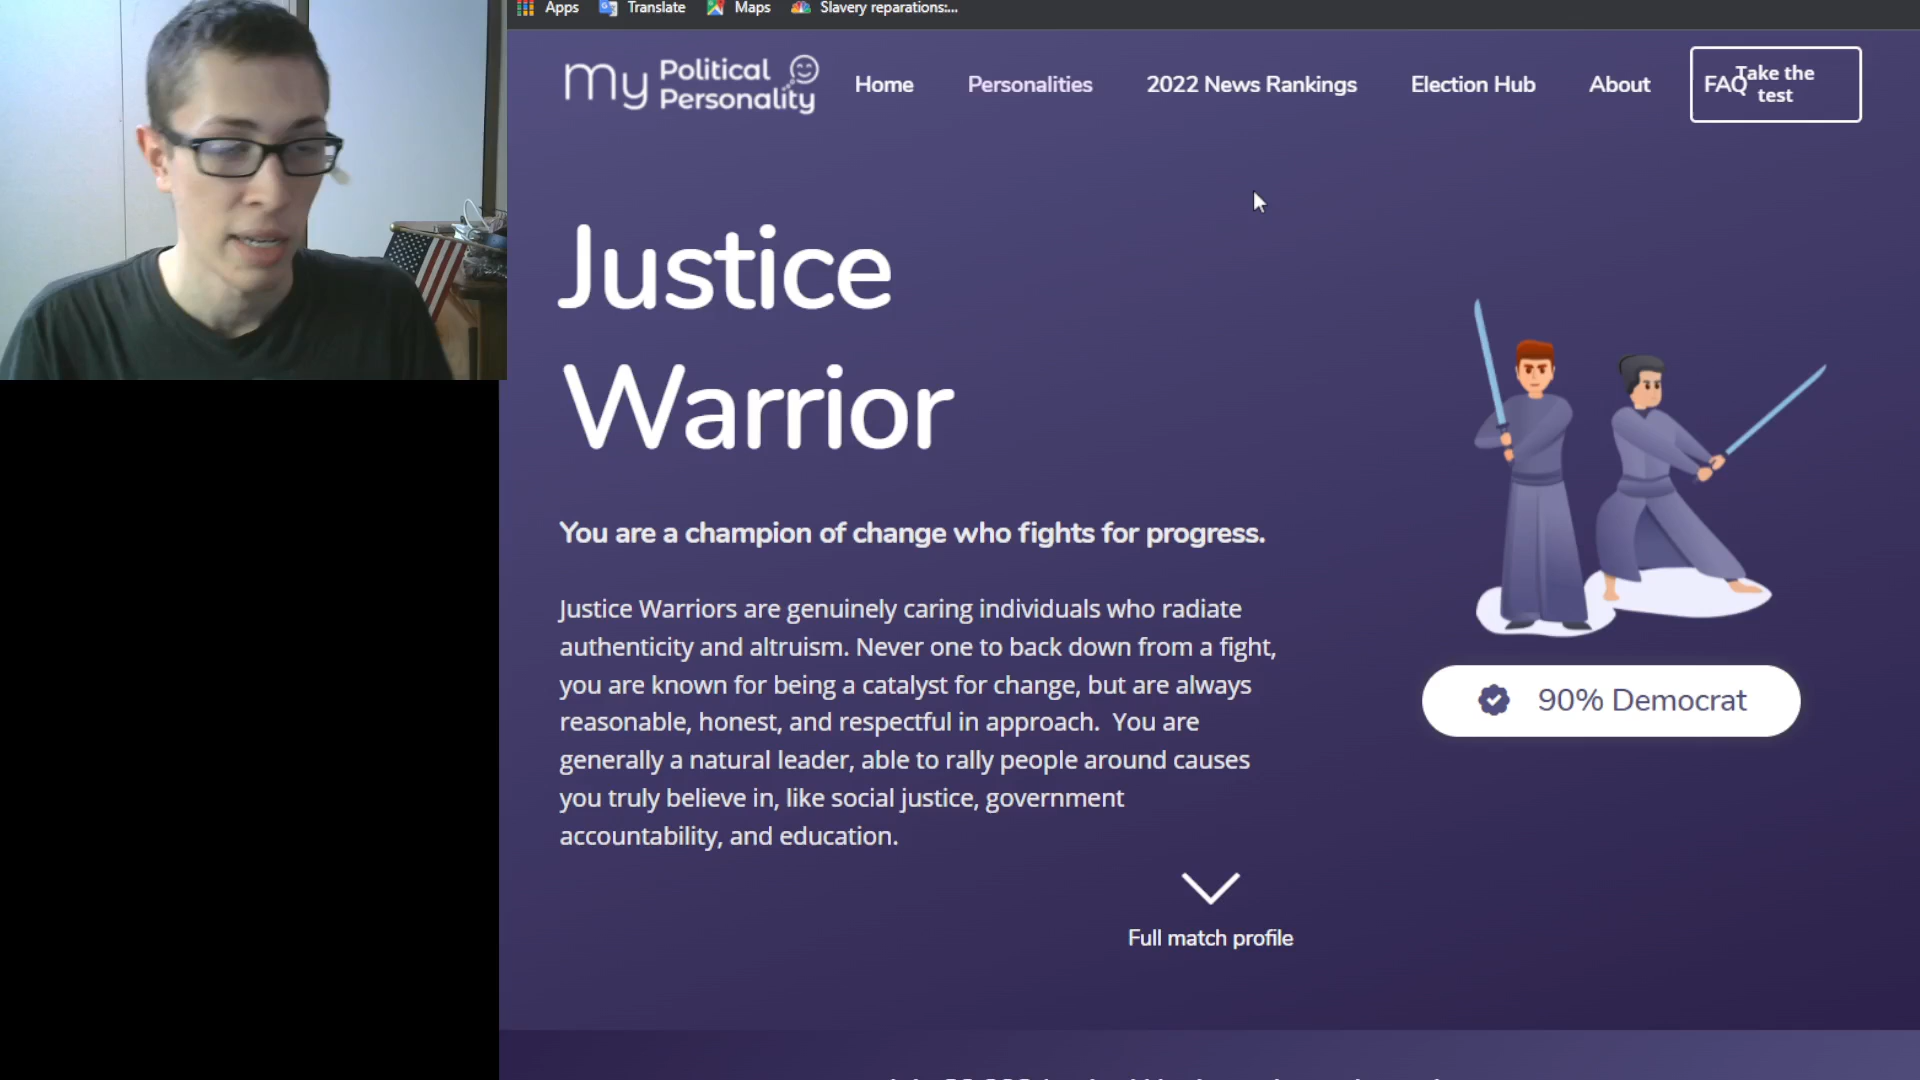 Apps Translate Maps Slavery reparations:...
my Political Personality
Home Personalities 2022 News Rankings Election Hub About FAQ
Take the
test
Justice
Warrior
You are a champion of change who fights for progress.
Justice Warriors are genuinely caring individuals who radiate
authenticity and altruism. Never one to back down from a fight,
you are known for being a catalyst for change, but are always
reasonable, honest, and respectful in approach. You are
generally a natural leader, able to rally people around causes
you truly believe in, like social justice, government
accountability, and education.
90% Democrat
Full match profile